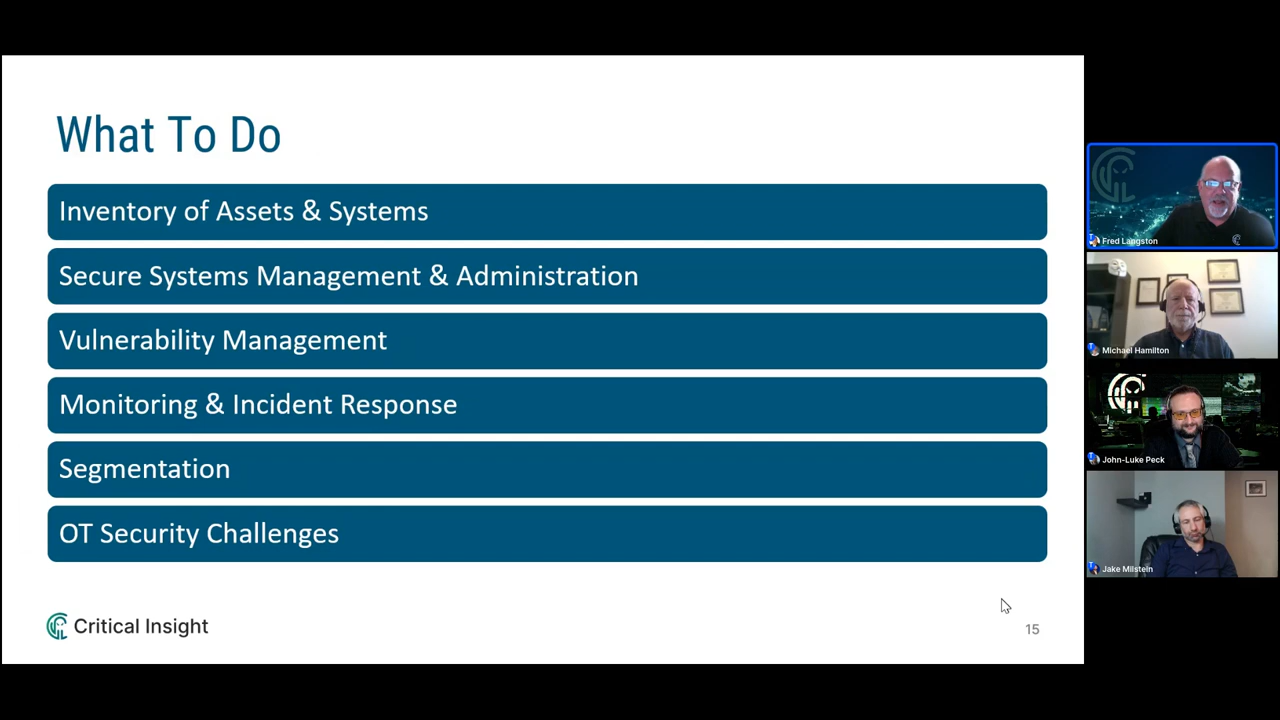 What To Do
Inventory of Assets & Systems
Secure Systems Management & Administration
Vulnerability Management
Monitoring & Incident Response
Segmentation
OT Security Challenges
Critical Insight
15
Fred Langston
Michael Hamilton
John-Luke Peck
Jake Milstein